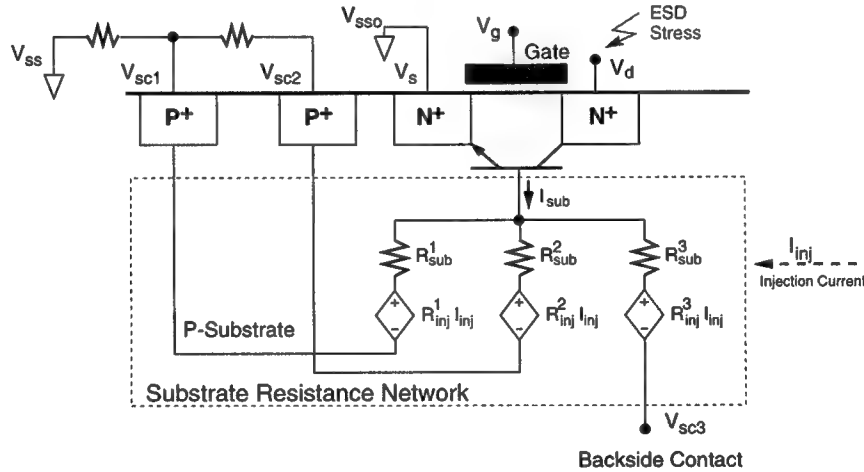 ESD
Stress
V_sso
V_g
Gate
V_ss
V_sc1
V_sc2
V_s
V_d
P+
P+
N+
N+
I_sub
R^1_sub
R^2_sub
R^3_sub
I_inj
Injection Current
+
+
+
R^1_inj I_inj
R^2_inj I_inj
R^3_inj I_inj
-
-
-
P-Substrate
Substrate Resistance Network
V_sc3
Backside Contact